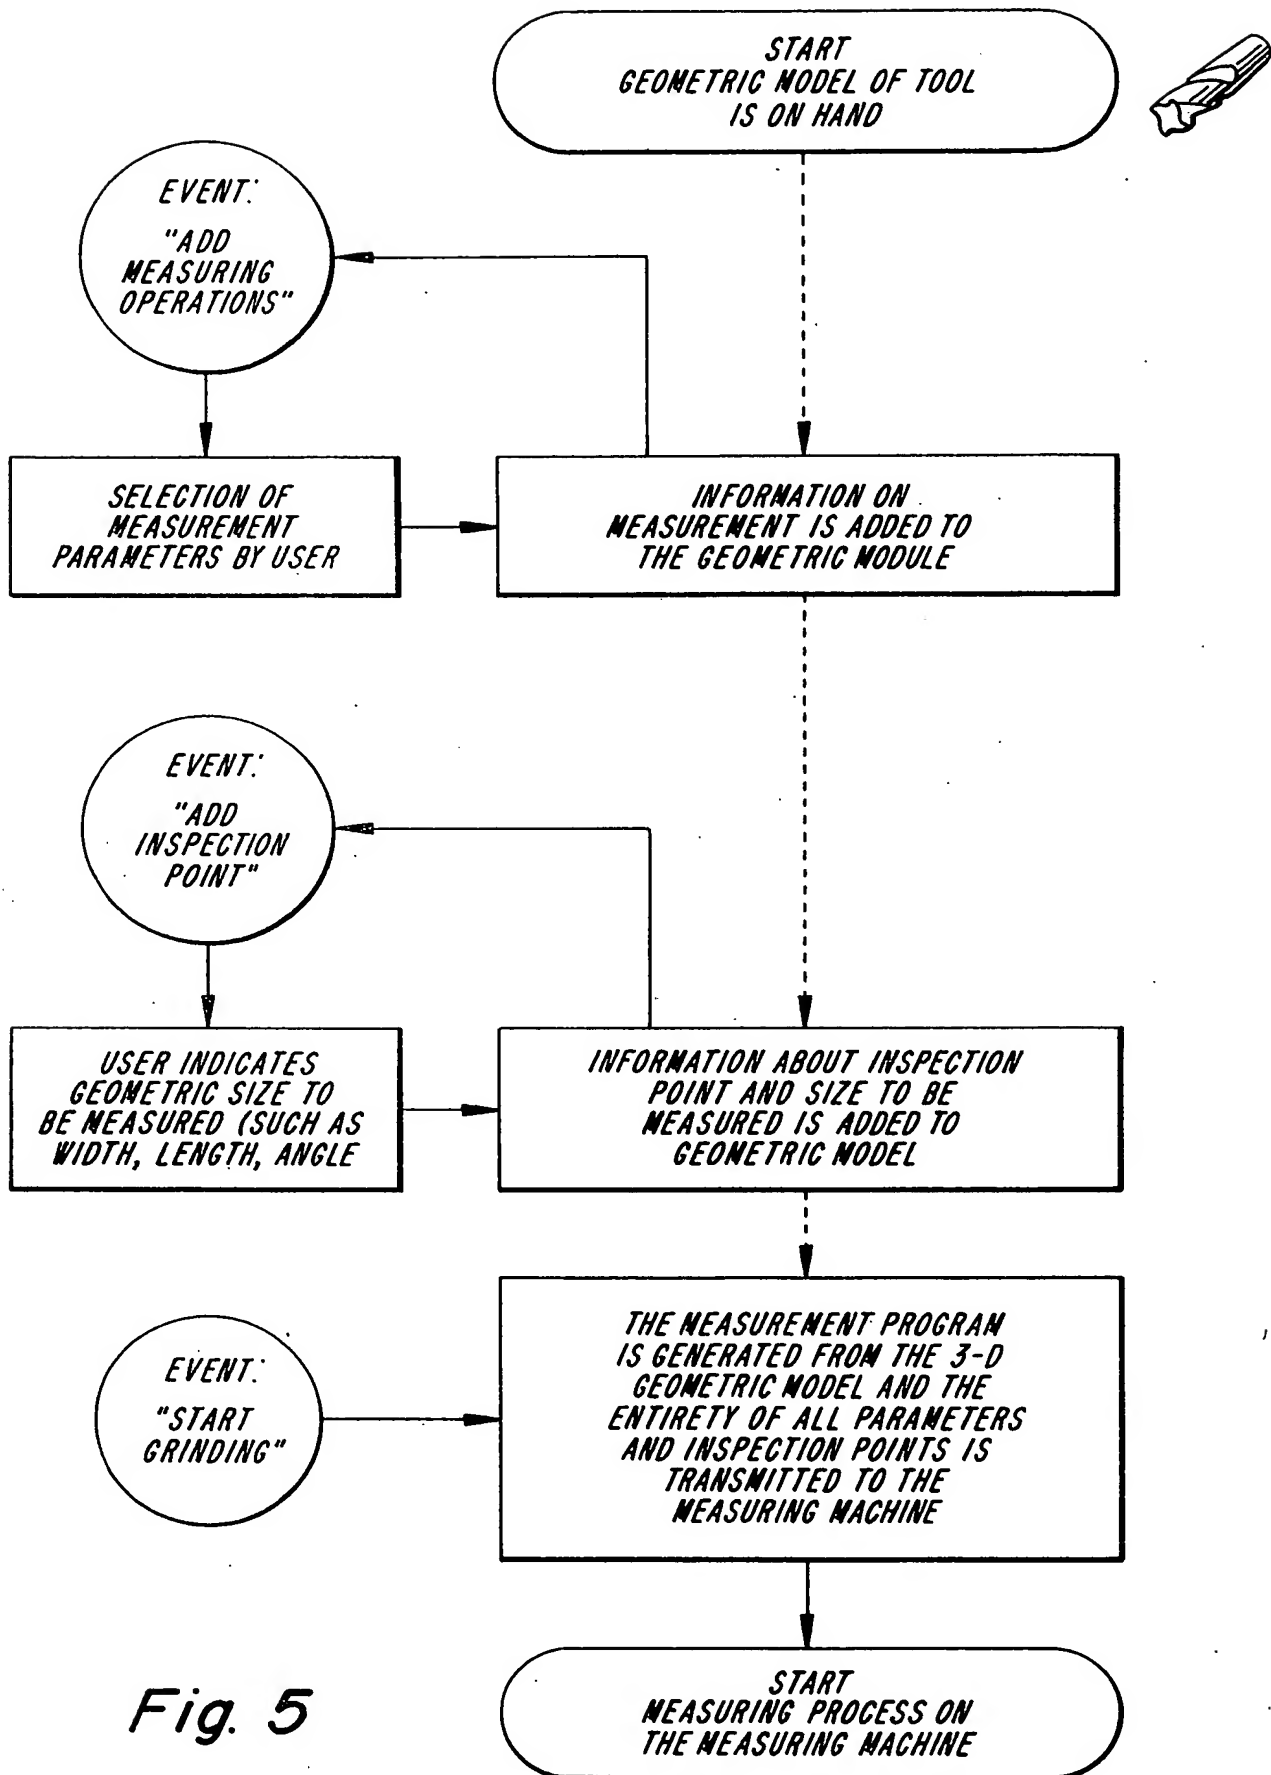 START
GEOMETRIC MODEL OF TOOL
IS ON HAND
EVENT:
"ADD
MEASURING
OPERATIONS"
SELECTION OF
MEASUREMENT
PARAMETERS BY USER
INFORMATION ON
MEASUREMENT IS ADDED TO
THE GEOMETRIC MODULE
EVENT:
"ADD
INSPECTION
POINT"
USER INDICATES
GEOMETRIC SIZE TO
BE MEASURED (SUCH AS
WIDTH, LENGTH, ANGLE
INFORMATION ABOUT INSPECTION
POINT AND SIZE TO BE
MEASURED IS ADDED TO
GEOMETRIC MODEL
EVENT:
"START
GRINDING"
THE MEASUREMENT PROGRAM
IS GENERATED FROM THE 3-D
GEOMETRIC MODEL AND THE
ENTIRETY OF ALL PARAMETERS
AND INSPECTION POINTS IS
TRANSMITTED TO THE
MEASURING MACHINE
START
MEASURING PROCESS ON
THE MEASURING MACHINE
Fig. 5